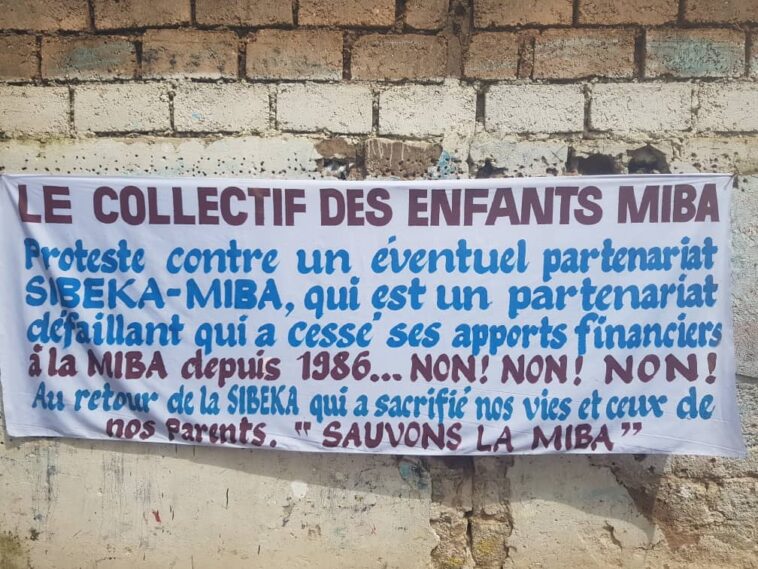 LE COLLECTIF DES ENFANTS MIBA
Proteste contre un éventuel partenariat
SIBEKA-MIBA, qui est un partenariat
défaillant qui a cessé ses apports financiers
à la MIBA depuis 1986... NON! NON! NON!
Au retour de la SIBEKA qui a sacrifié nos vies et ceux de
nos Parents. " SAUVONS LA MIBA"